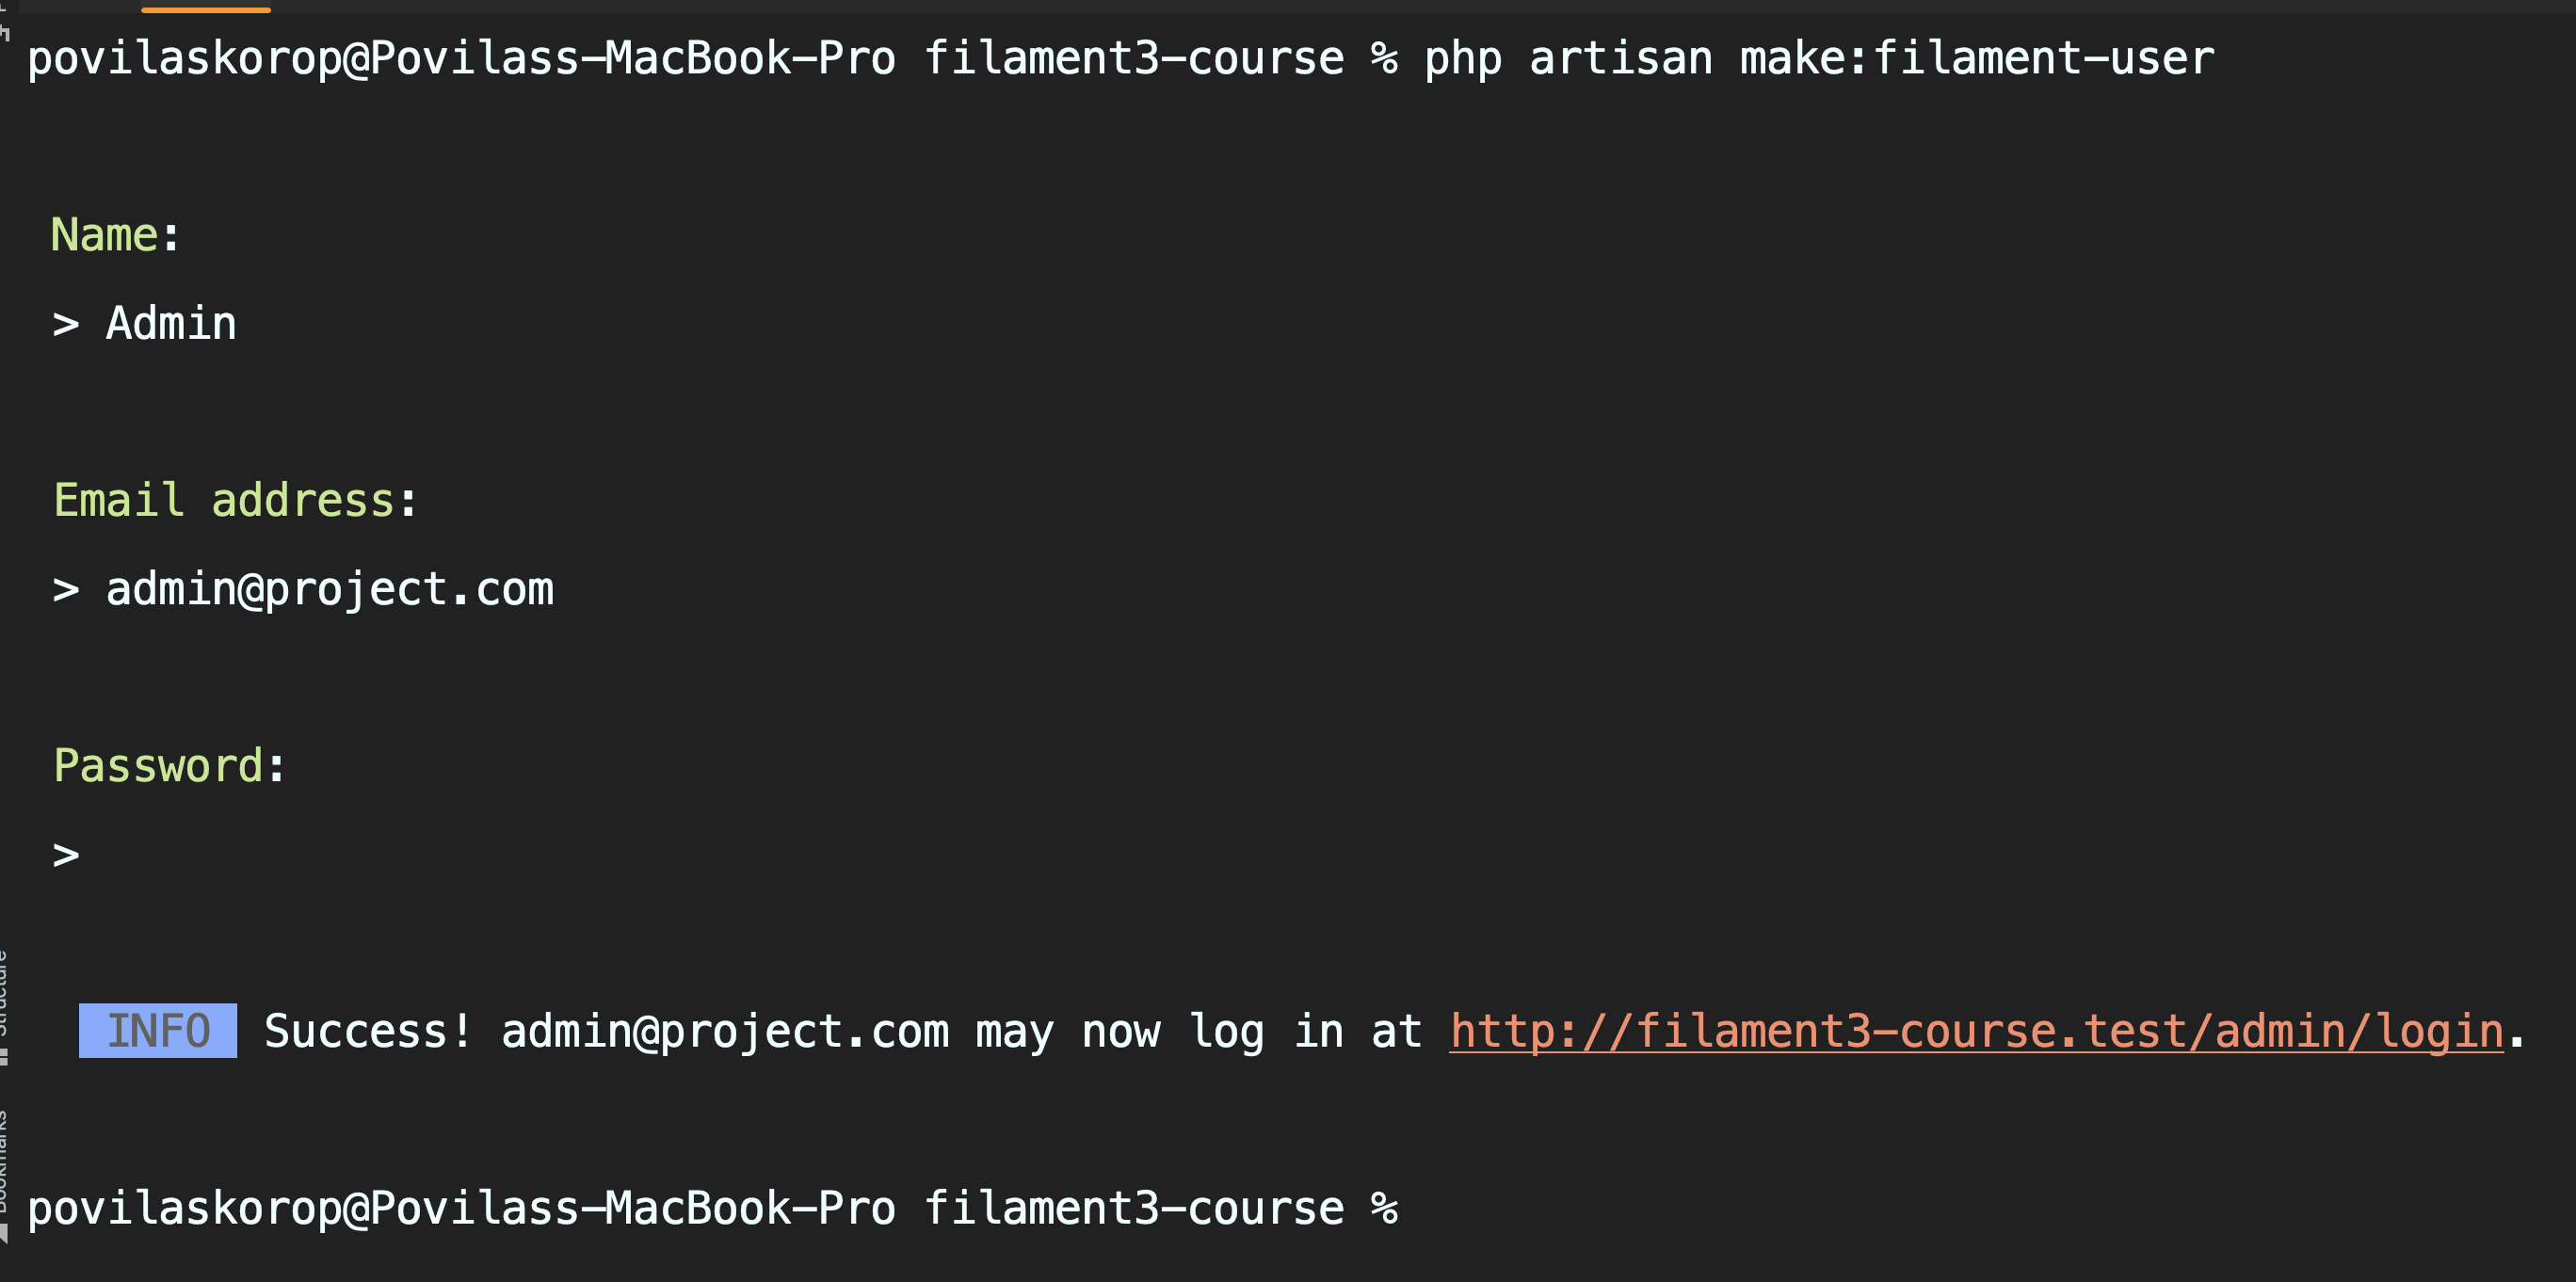 povilaskorop@Povilass-MacBook-Pro filament3-course % php artisan make:filament-user
Name:
> Admin
Email address:
> admin@project.com
Password:
>
INFO Success! admin@project.com may now log in at http://filament3-course.test/admin/login.
povilaskorop@Povilass-MacBook-Pro filament3-course %
Structure
Bookmarks